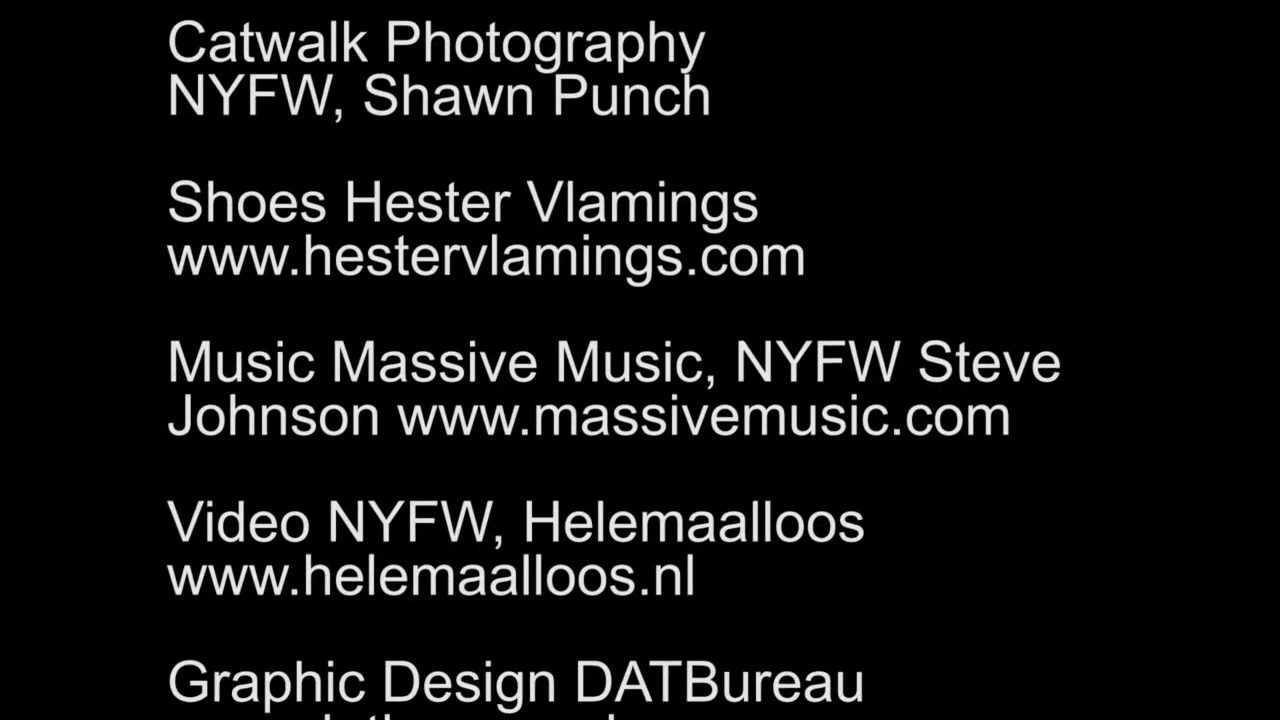 Catwalk Photography
NYFW, Shawn Punch
Shoes Hester Vlamings
www.hestervlamings.com
Music Massive Music, NYFW Steve
Johnson www.massivemusic.com
Video NYFW, Helemaalloos
www.helemaalloos.nl
Graphic Design DATBureau